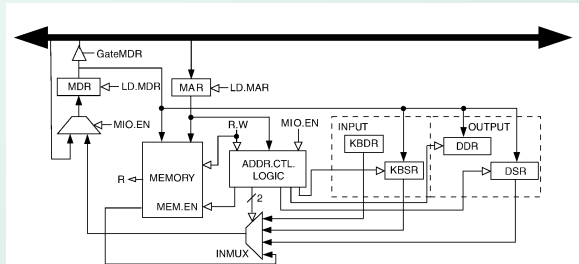 GateMDR
MDR
LD.MDR
MAR
LD.MAR
MIO.EN
R.W
MIO.EN
INPUT
OUTPUT
KBDR
DDR
ADDR.CTL.
LOGIC
MEMORY
R
KBSR
DSR
MEM.EN
2
INMUX